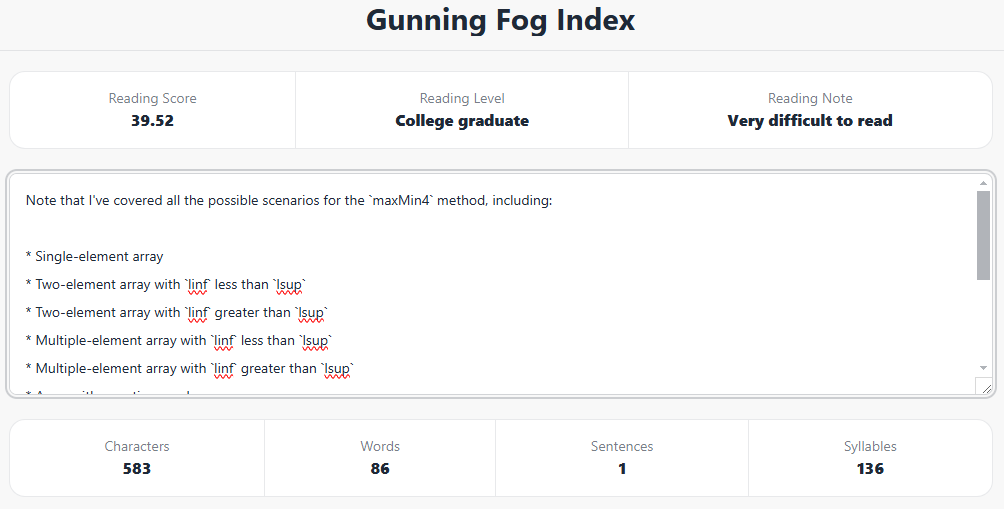 Gunning Fog Index
Reading Score
39.52
Reading Level
College graduate
Reading Note
Very difficult to read
Note that I've covered all the possible scenarios for the `maxMin4` method, including:
* Single-element array
* Two-element array with `linf` less than `lsup`
* Two-element array with `linf` greater than `lsup`
* Multiple-element array with `linf` less than `lsup`
* Multiple-element array with `linf` greater than `lsup`
Characters
583
Words
86
Sentences
1
Syllables
136